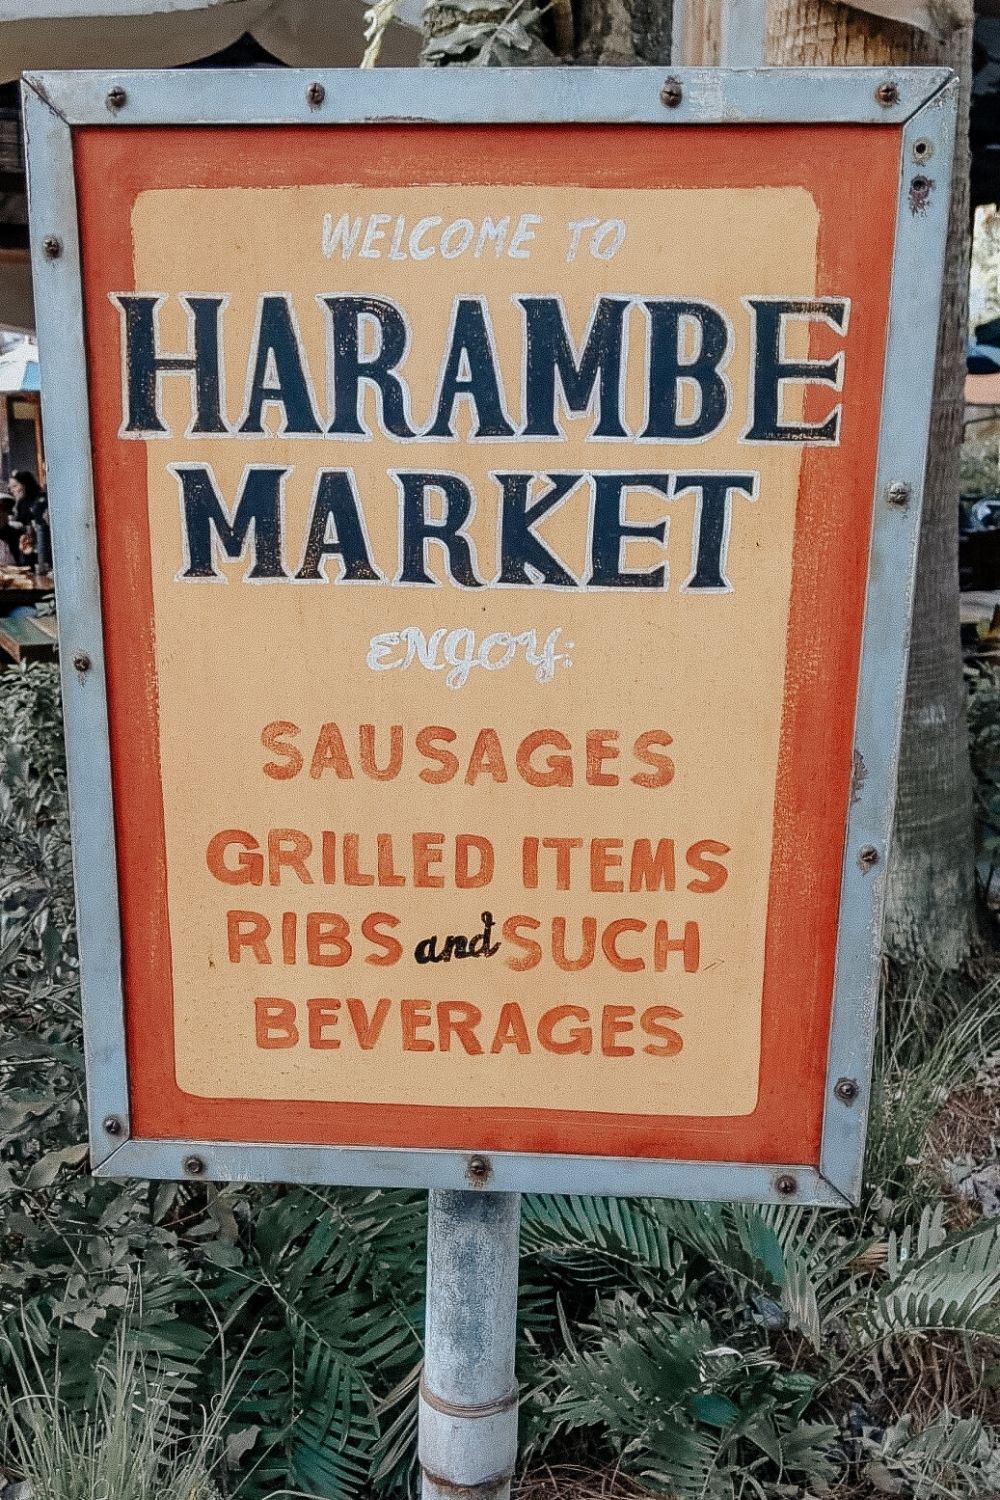 WELCOME TO
HARAMBE
MARKET
ENJOY:
SAUSAGES
GRILLED ITEMS
RIBS and SUCH
BEVERAGES